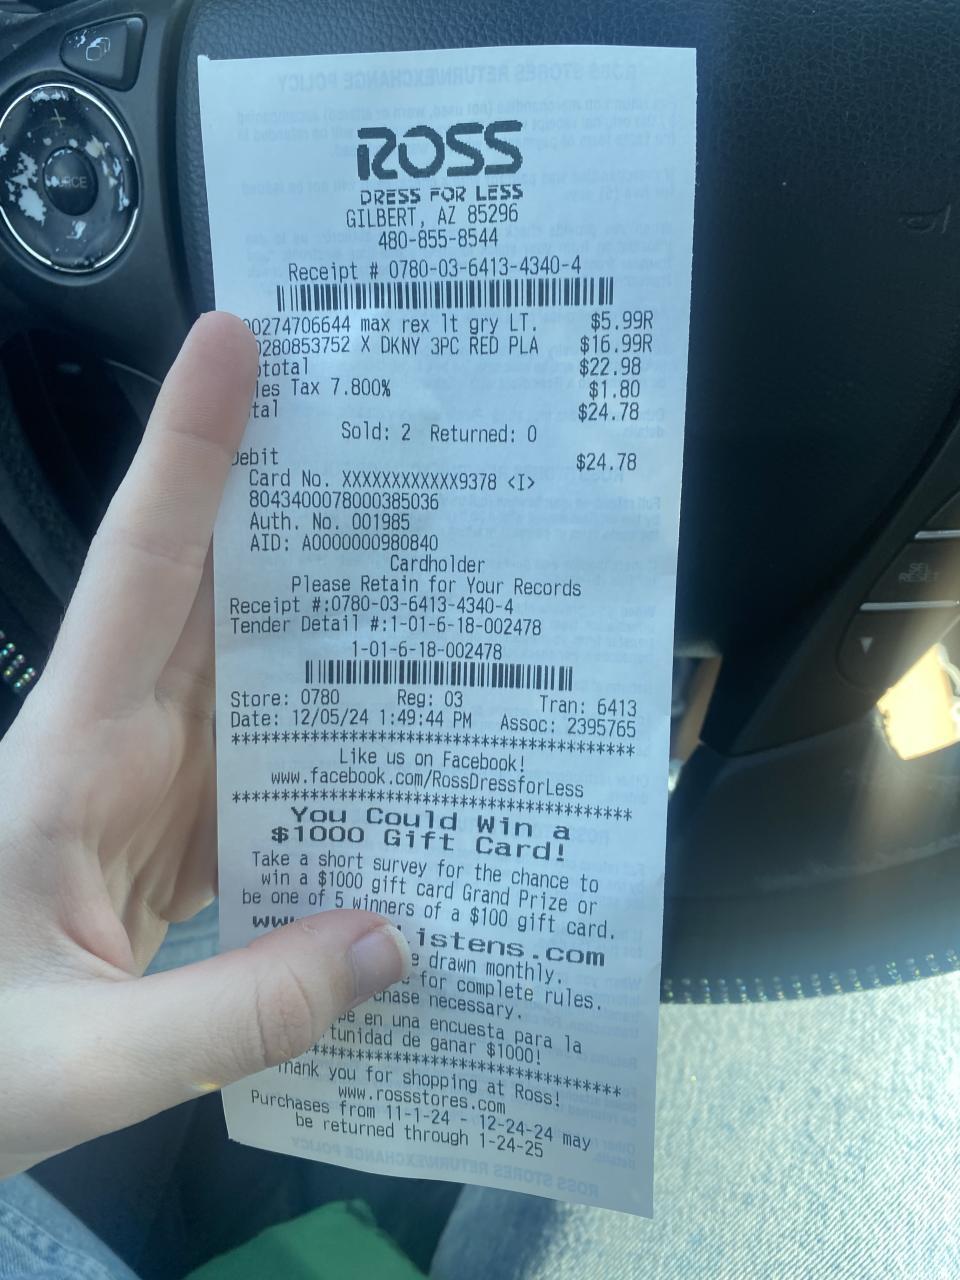 ROSS
DRESS FOR LESS
GILBERT, AZ 85296
480-855-8544
Receipt # 0780-03-6413-4340-4
00274706644 max rex lt gry LT. $5.99R
0280853752 X DKNY 3PC RED PLA $16.99R
total $22.98
les Tax 7.800% $1.80
tal $24.78
Sold: 2 Returned: 0
Debit $24.78
Card No. XXXXXXXXXXXX9378 <I>
8043400078000385036
Auth. No. 001985
AID: A0000000980840
Cardholder
Please Retain for Your Records
Receipt #:0780-03-6413-4340-4
Tender Detail #:1-01-6-18-002478
1-01-6-18-002478
Store: 0780 Reg: 03 Tran: 6413
Date: 12/05/24 1:49:44 PM Assoc: 2395765
****************************************
Like us on Facebook!
www.facebook.com/RossDressforLess
****************************************
You Could Win a
$1000 Gift Card!
Take a short survey for the chance to
win a $1000 gift card Grand Prize or
be one of 5 winners of a $100 gift card.
Listens.com
drawn monthly.
for complete rules.
chase necessary.
pe en una encuesta para la
tunidad de ganar $1000!
****************************************
Thank you for shopping at Ross!
www.rossstores.com
Purchases from 11-1-24 - 12-24-24 may
be returned through 1-24-25
SEL
RESET